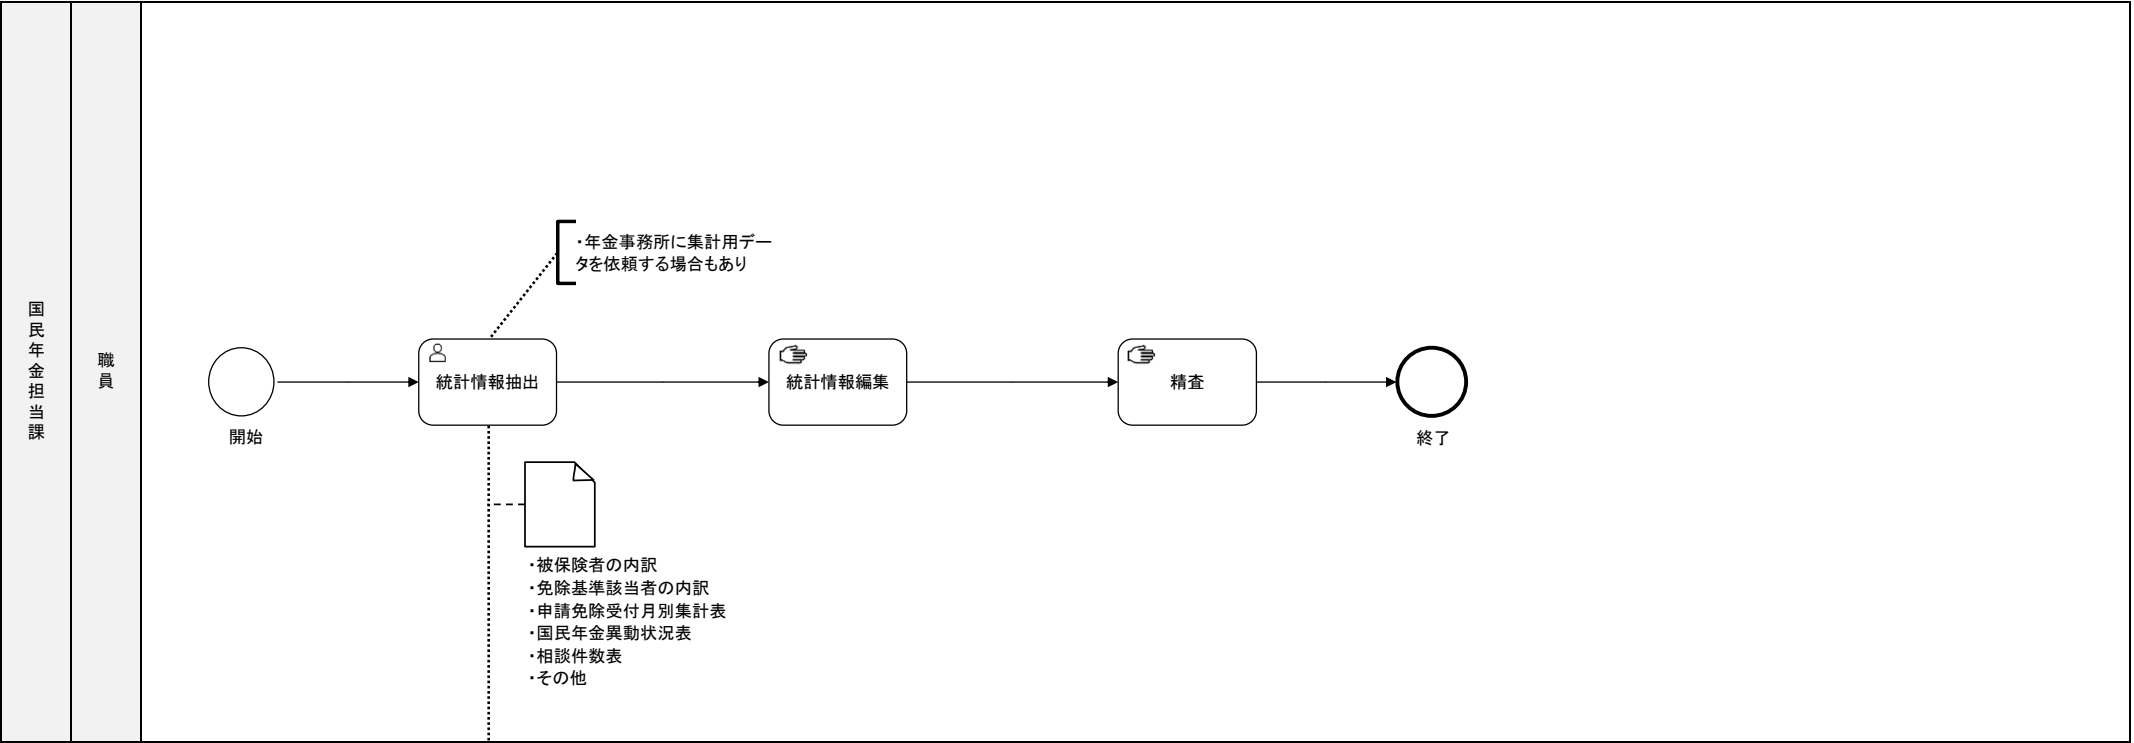 国民年金担当課
職員
・年金事務所に集計用デー
タを依頼する場合もあり
統計情報抽出
統計情報編集
精査
開始
終了
・被保険者の内訳
・免除基準該当者の内訳
・申請免除受付月別集計表
・国民年金異動状況表
・相談件数表
・その他